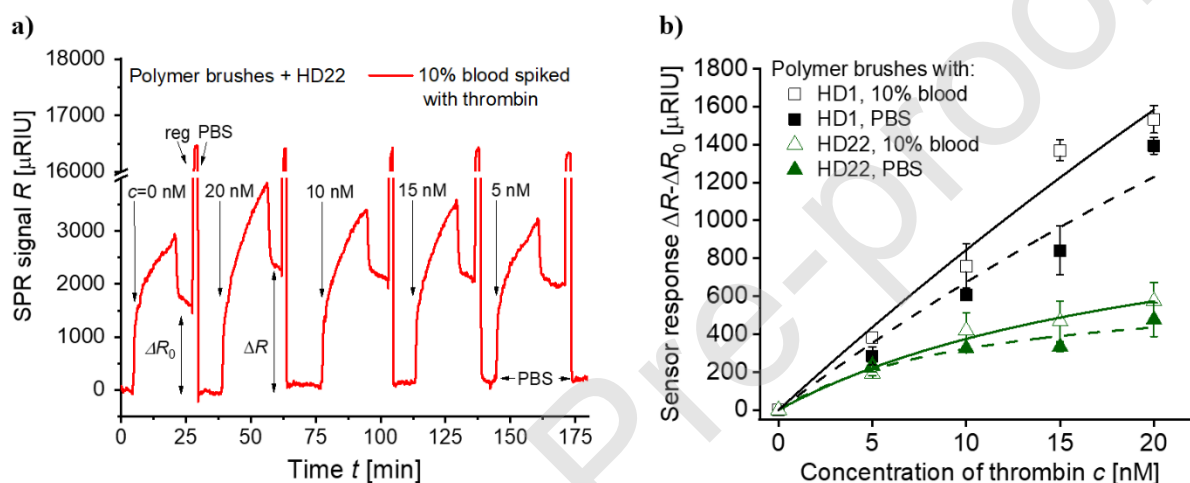 a)
18000
17000
16000
3000
2000
1000
0
SPR signal R [µRIU]
Polymer brushes + HD22
10% blood spiked
with thrombin
reg PBS
c=0 nM
20 nM
10 nM
15 nM
5 nM
ΔR₀
ΔR
PBS
0 25 50 75 100 125 150 175
Time t [min]
b)
1800
1600
1400
1200
1000
800
600
400
200
0
Sensor response ΔR-ΔR₀ [µRIU]
Polymer brushes with:
HD1, 10% blood
HD1, PBS
HD22, 10% blood
HD22, PBS
0 5 10 15 20
Concentration of thrombin c [nM]
Pre-proo